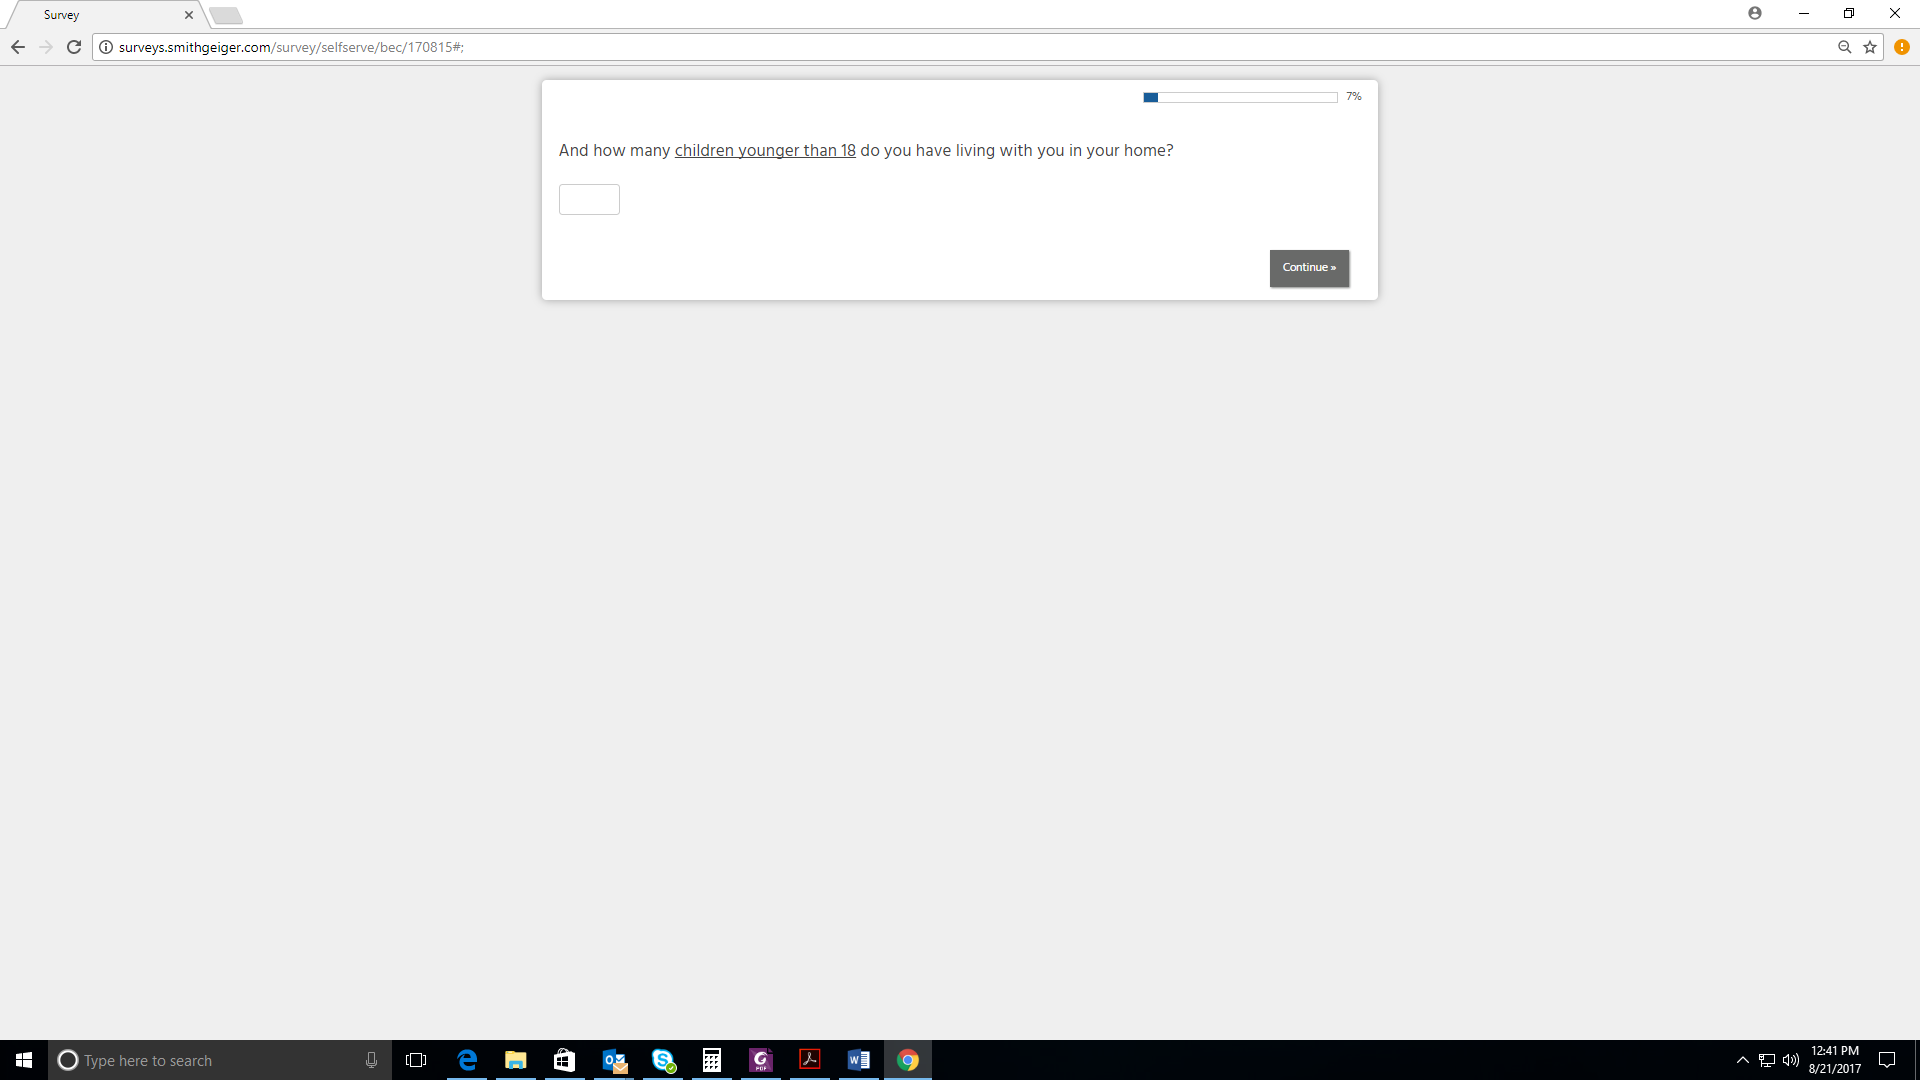 Survey
surveys.smithgeiger.com/survey/selfserve/bec/170815#;
7%
And how many children younger than 18 do you have living with you in your home?
Continue »
Type here to search
12:41 PM
8/21/2017